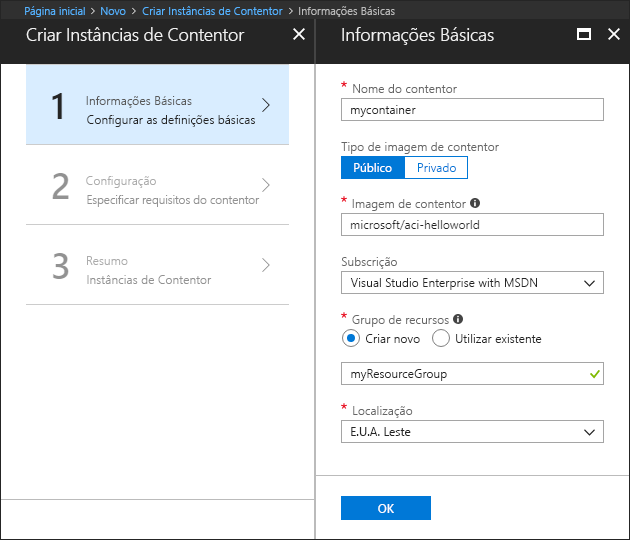 Página inicial > Novo > Criar Instâncias de Contentor > Informações Básicas
Criar Instâncias de Contentor
1
Informações Básicas
Configurar as definições básicas
2
Configuração
Especificar requisitos do contentor
3
Resumo
Instâncias de Contentor
Informações Básicas
* Nome do contentor
mycontainer
Tipo de imagem de contentor
Público Privado
* Imagem de contentor
microsoft/aci-helloworld
Subscrição
Visual Studio Enterprise with MSDN
* Grupo de recursos
Criar novo Utilizar existente
myResourceGroup
* Localização
E.U.A. Leste
OK